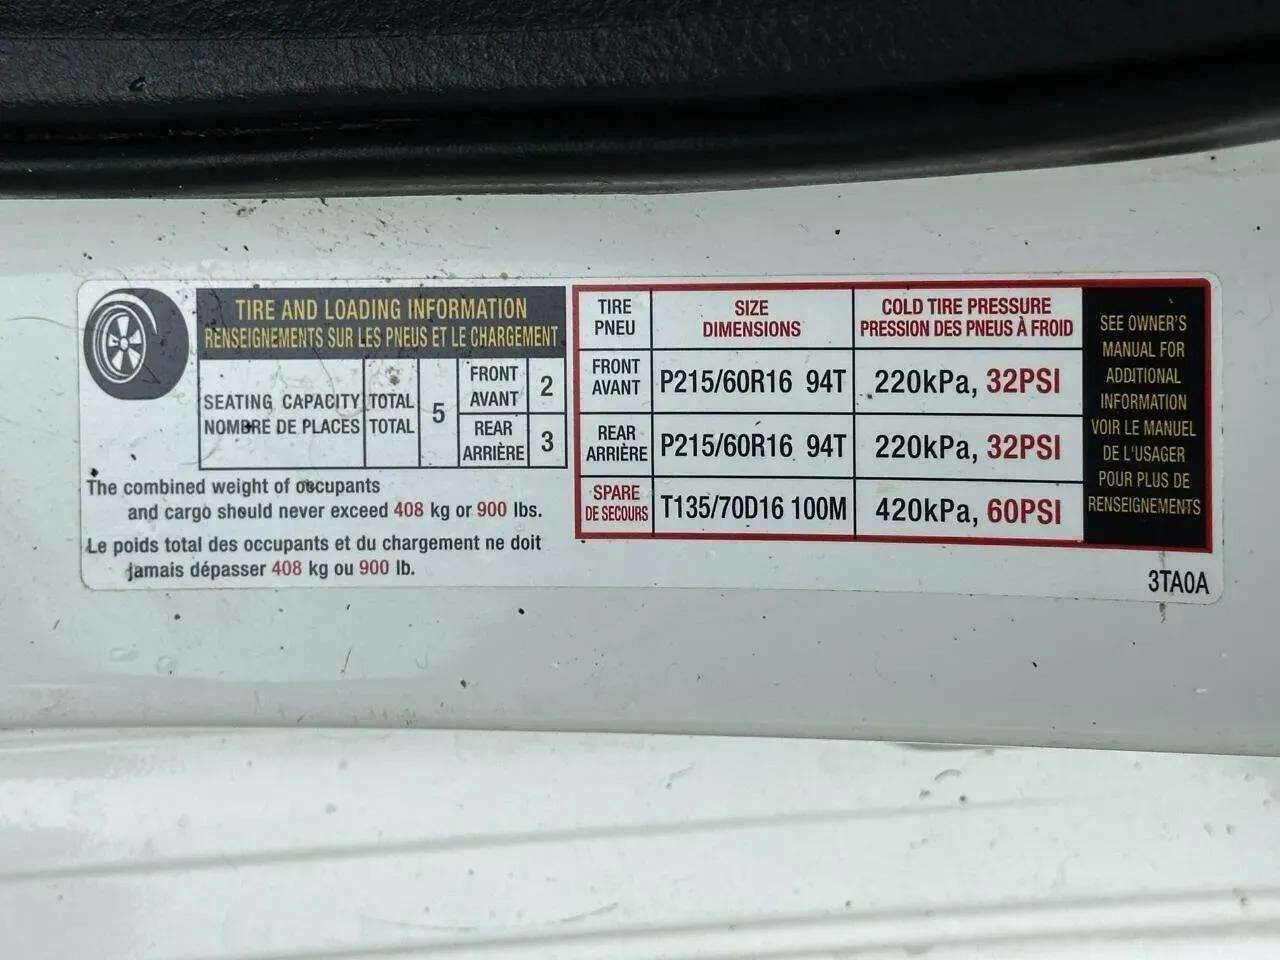 TIRE AND LOADING INFORMATION
RENSEIGNEMENTS SUR LES PNEUS ET LE CHARGEMENT
SEATING CAPACITY
NOMBRE DE PLACES
TOTAL
TOTAL
5
FRONT
AVANT
2
REAR
ARRIÈRE
3
The combined weight of occupants
and cargo should never exceed 408 kg or 900 lbs.
Le poids total des occupants et du chargement ne doit
jamais dépasser 408 kg ou 900 lb.
TIRE
PNEU
SIZE
DIMENSIONS
COLD TIRE PRESSURE
PRESSION DES PNEUS À FROID
FRONT
AVANT
P215/60R16 94T
220kPa, 32PSI
REAR
ARRIÈRE
P215/60R16 94T
220kPa, 32PSI
SPARE
DE SECOURS
T135/70D16 100M
420kPa, 60PSI
SEE OWNER'S
MANUAL FOR
ADDITIONAL
INFORMATION
VOIR LE MANUEL
DE L'USAGER
POUR PLUS DE
RENSEIGNEMENTS
3TA0A